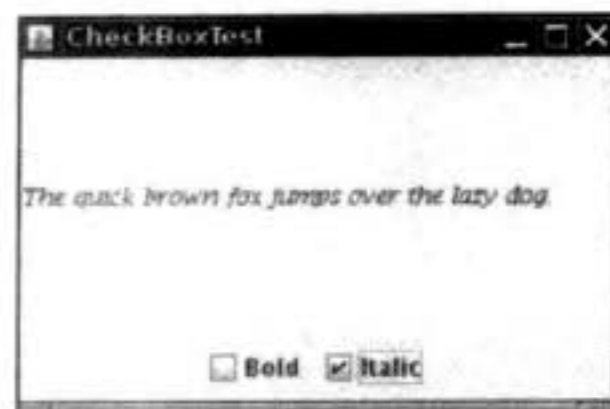 CheckBoxTest
The quick brown fox jumps over the lazy dog.
Bold Italic